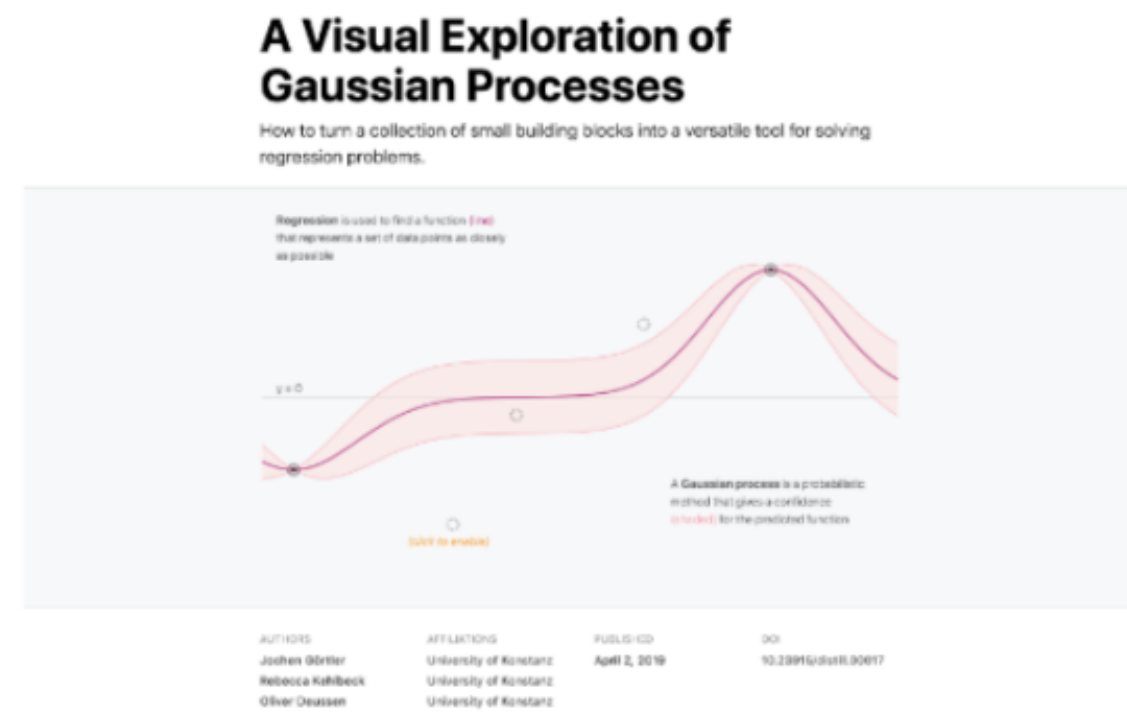 A Visual Exploration of
Gaussian Processes
How to turn a collection of small building blocks into a versatile tool for solving
regression problems.
Regression is used to find a function (line)
that represents a set of data points as closely
as possible
y = 0
A Gaussian process is a probabilistic
method that gives a confidence
(shaded) for the predicted function
(click to enable)
AUTHORS AFFILIATIONS PUBLISHED DOI
Jochen Görtler University of Konstanz April 2, 2019 10.23915/distill.00017
Rebecca Kehlbeck University of Konstanz
Oliver Deussen University of Konstanz